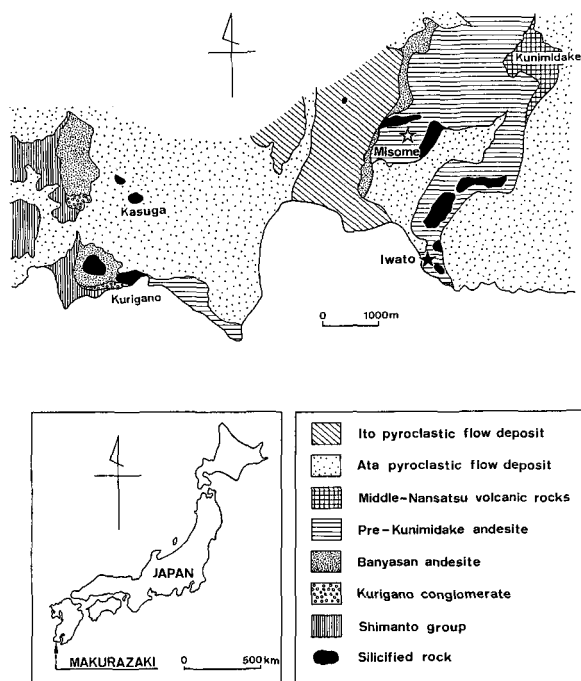 Kunimidake
Misome
Kasuga
Iwato
Kurigano
0 1000m
JAPAN
MAKURAZAKI
0 500km
Ito pyroclastic flow deposit
Ata pyroclastic flow deposit
Middle-Nansatsu volcanic rocks
Pre-Kunimidake andesite
Banyasan andesite
Kurigano conglomerate
Shimanto group
Silicified rock